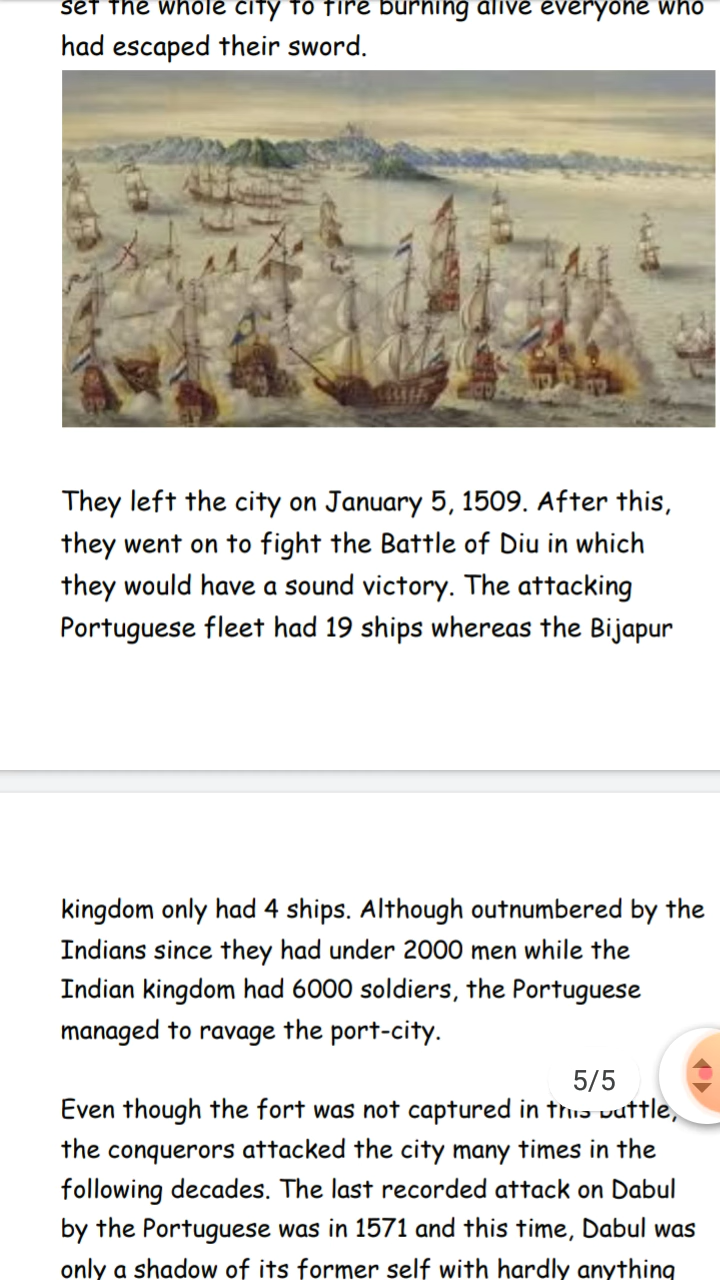 set the whole city to fire burning alive everyone who
had escaped their sword.
They left the city on January 5, 1509. After this,
they went on to fight the Battle of Diu in which
they would have a sound victory. The attacking
Portuguese fleet had 19 ships whereas the Bijapur
kingdom only had 4 ships. Although outnumbered by the
Indians since they had under 2000 men while the
Indian kingdom had 6000 soldiers, the Portuguese
managed to ravage the port-city.
5/5
Even though the fort was not captured in this battle,
the conquerors attacked the city many times in the
following decades. The last recorded attack on Dabul
by the Portuguese was in 1571 and this time, Dabul was
only a shadow of its former self with hardly anything